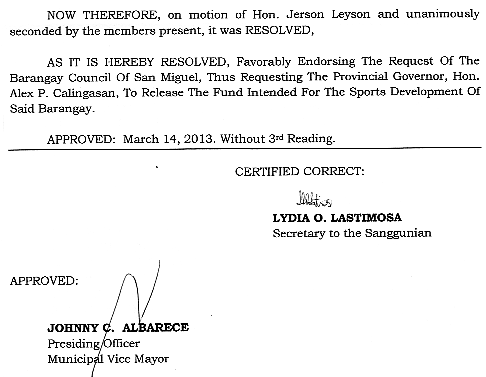 NOW THEREFORE, on motion of Hon. Jerson Leyson and unanimously
seconded by the members present, it was RESOLVED,
AS IT IS HEREBY RESOLVED, Favorably Endorsing The Request Of The
Barangay Council Of San Miguel, Thus Requesting The Provincial Governor, Hon.
Alex P. Calingasan, To Release The Fund Intended For The Sports Development Of
Said Barangay.
APPROVED: March 14, 2013. Without 3rd Reading.
CERTIFIED CORRECT:
LYDIA O. LASTIMOSA
Secretary to the Sanggunian
APPROVED:
JOHNNY C. ALBARECE
Presiding Officer
Municipal Vice Mayor